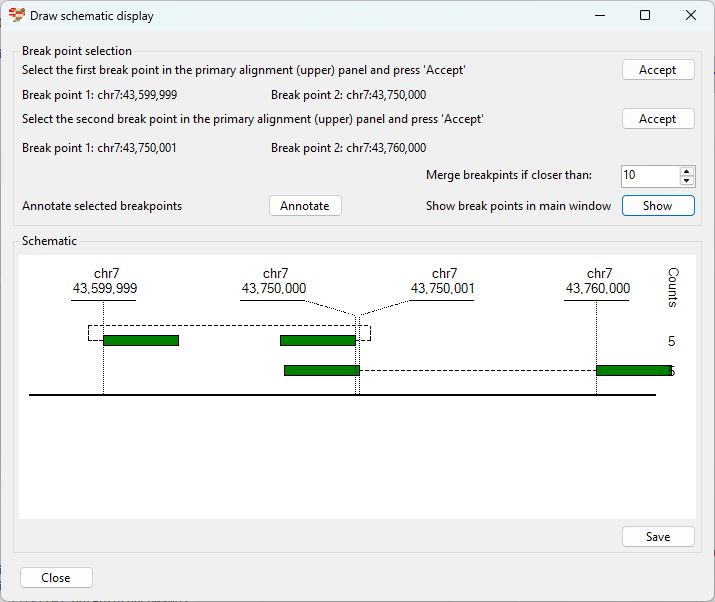 Draw schematic display
Break point selection
Select the first break point in the primary alignment (upper) panel and press 'Accept'
Accept
Break point 1: chr7:43,599,999 Break point 2: chr7:43,750,000
Select the second break point in the primary alignment (upper) panel and press 'Accept'
Accept
Break point 1: chr7:43,750,001 Break point 2: chr7:43,760,000
Merge breakpints if closer than: 10
Annotate selected breakpoints Annotate Show break points in main window Show
Schematic
chr7 chr7 chr7 chr7
43,599,999 43,750,000 43,750,001 43,760,000
Counts
5
5
Save
Close